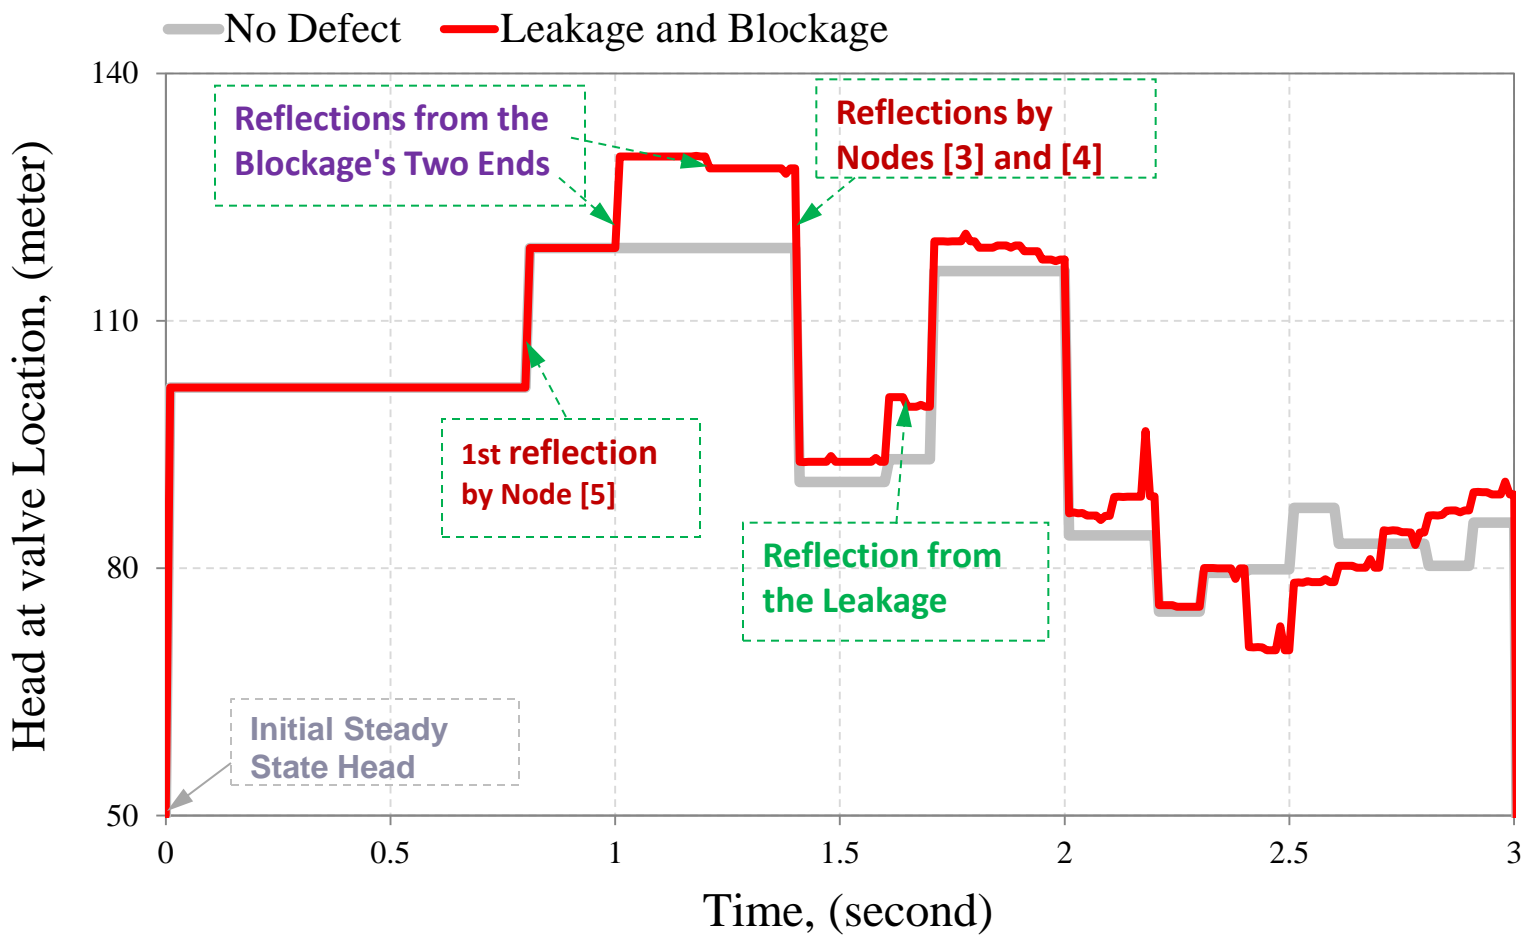 No Defect Leakage and Blockage
140
110
80
50
Head at valve Location, (meter)
Reflections from the
Blockage's Two Ends
Reflections by
Nodes [3] and [4]
1st reflection
by Node [5]
Reflection from
the Leakage
Initial Steady
State Head
0 0.5 1 1.5 2 2.5 3
Time, (second)